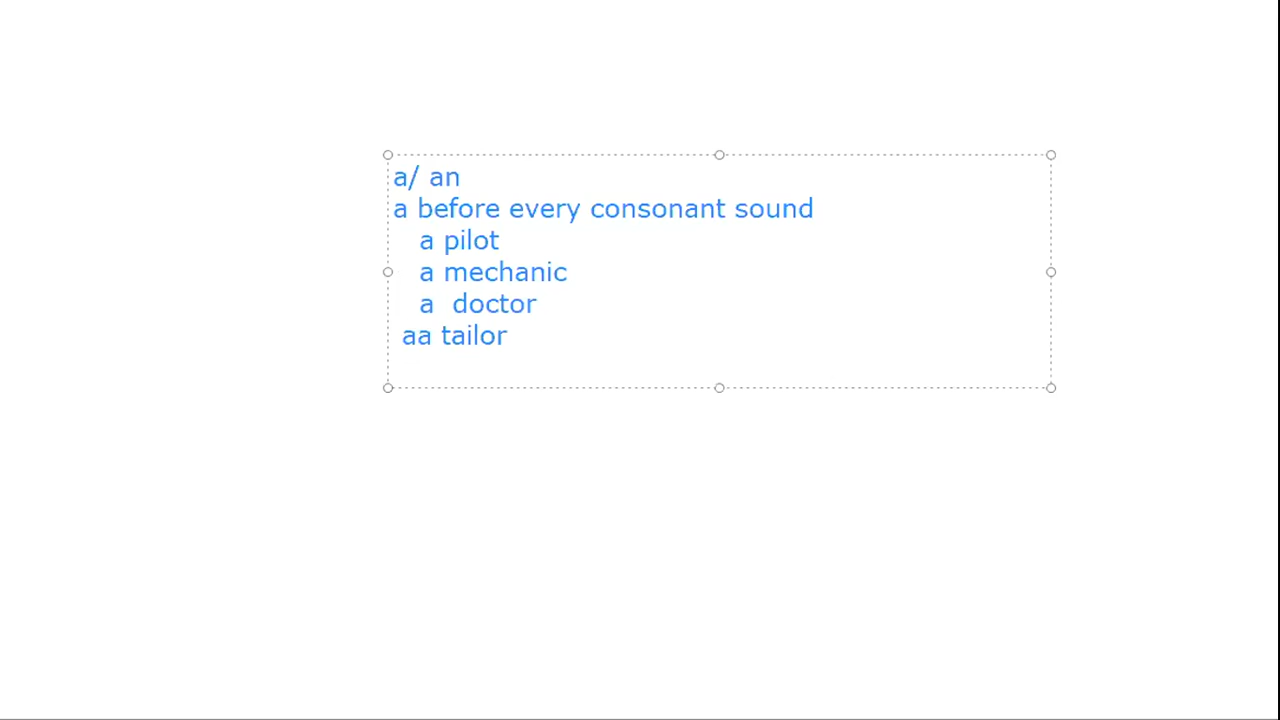 a/ an
a before every consonant sound
a pilot
a mechanic
a  doctor
aa tailor